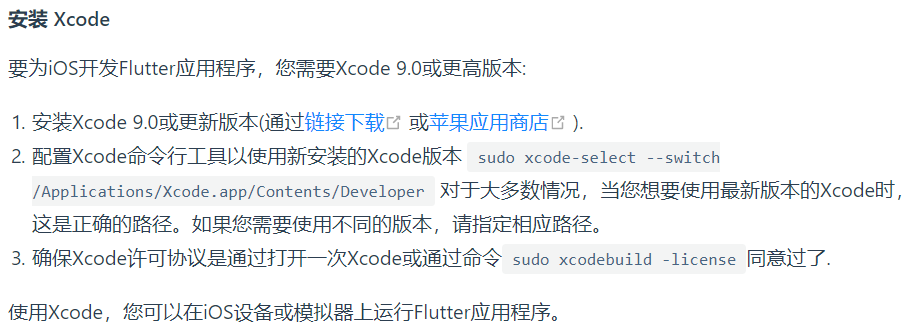 安装 Xcode
要为iOS开发Flutter应用程序，您需要Xcode 9.0或更高版本:
1. 安装Xcode 9.0或更新版本(通过链接下载 或苹果应用商店 ).
2. 配置Xcode命令行工具以使用新安装的Xcode版本 sudo xcode-select --switch
/Applications/Xcode.app/Contents/Developer 对于大多数情况，当您想要使用最新版本的Xcode时，
这是正确的路径。如果您需要使用不同的版本，请指定相应路径。
3. 确保Xcode许可协议是通过打开一次Xcode或通过命令 sudo xcodebuild -license 同意过了.
使用Xcode，您可以在iOS设备或模拟器上运行Flutter应用程序。